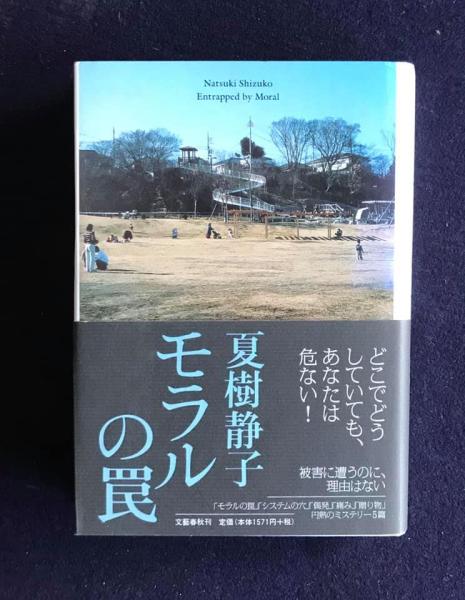 Natsuki Shizuko
Entrapped by Moral
夏樹静子
モラル
の罠
どこでどう
していても、
あなたは
危ない!
被害に遭うのに、
理由はない
「モラルの罠」「システムの穴」「偶発」「痛み」「贈り物」
円熟のミステリー5篇
文藝春秋刊 定価(本体1571円+税)